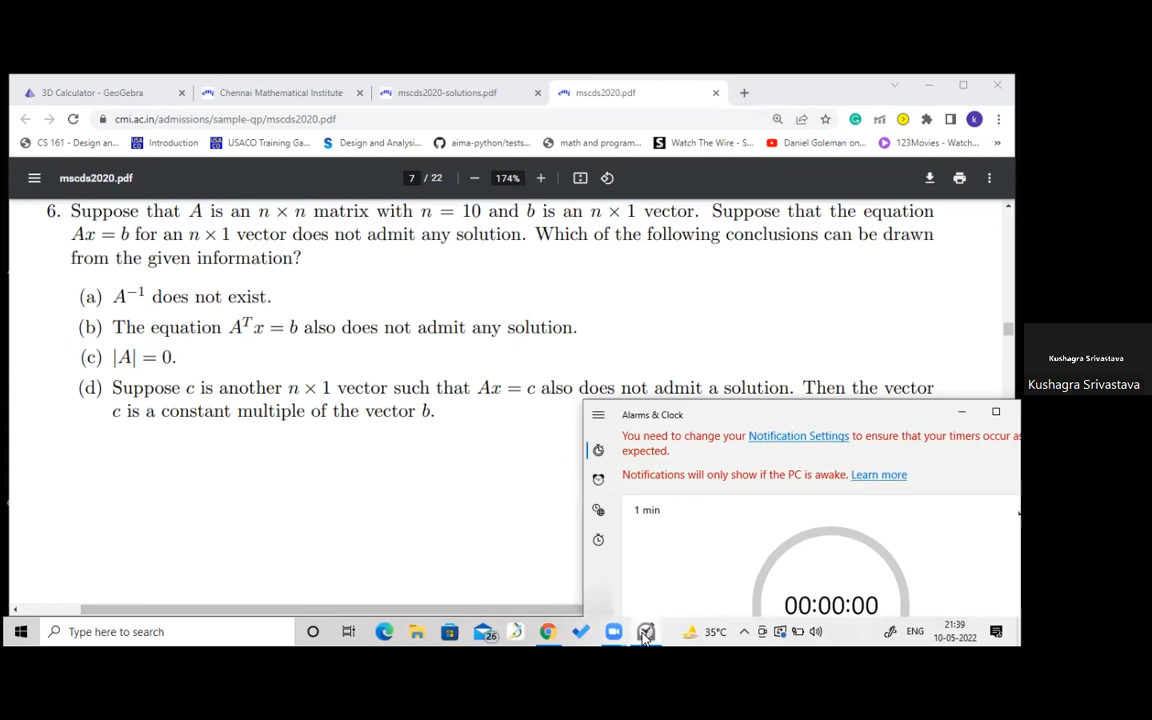 3D Calculator - GeoGebra
Chennai Mathematical Institute
mscds2020-solutions.pdf
mscds2020.pdf
cmi.ac.in/admissions/sample-qp/mscds2020.pdf
CS 161 - Design an... Introduction USACO Training Ga... Design and Analysi... aima-python/tests... math and program... Watch The Wire - S... Daniel Goleman on... 123Movies - Watch...
mscds2020.pdf 7 / 22 174%
6. Suppose that A is an n × n matrix with n = 10 and b is an n × 1 vector. Suppose that the equation
Ax = b for an n × 1 vector does not admit any solution. Which of the following conclusions can be drawn
from the given information?
(a) A⁻¹ does not exist.
(b) The equation Aᵀx = b also does not admit any solution.
(c) |A| = 0.
(d) Suppose c is another n × 1 vector such that Ax = c also does not admit a solution. Then the vector
c is a constant multiple of the vector b.
Alarms & Clock
You need to change your Notification Settings to ensure that your timers occur as
expected.
Notifications will only show if the PC is awake. Learn more
1 min
00:00:00
Kushagra Srivastava
Kushagra Srivastava
Type here to search
26
35°C
ENG
21:39
10-05-2022